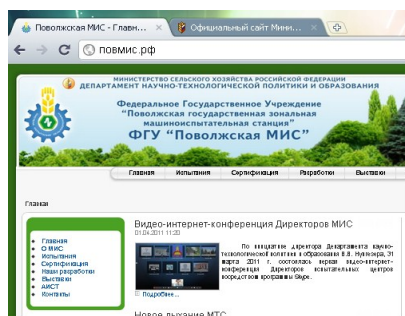 Поволжская МИС - Главн...
Официальный сайт Мини...
повмис.рф
МИНИСТЕРСТВО СЕЛЬСКОГО ХОЗЯЙСТВА РОССИЙСКОЙ ФЕДЕРАЦИИ
ДЕПАРТАМЕНТ НАУЧНО-ТЕХНОЛОГИЧЕСКОЙ ПОЛИТИКИ И ОБРАЗОВАНИЯ
Федеральное Государственное Учреждение
"Поволжская государственная зональная
машиноиспытательная станция"
ФГУ "Поволжская МИС"
Главная Испытания Сертификация Разработки Выставки
Главная
Главная
О МИС
Испытания
Сертификация
Наши разработки
Выставки
АИСТ
Контакты
Видео-интернет-конференция Директоров МИС
01.04.2011 11:20
По инициативе директора Департамента научно-
технологической политики и образования В.В. Нунгезера, 31
марта 2011 г. состоялась первая видео-интернет-
конференция Директоров испытательных центров
посредством программы Skype.
Подробнее...
Новое дыхание МТС